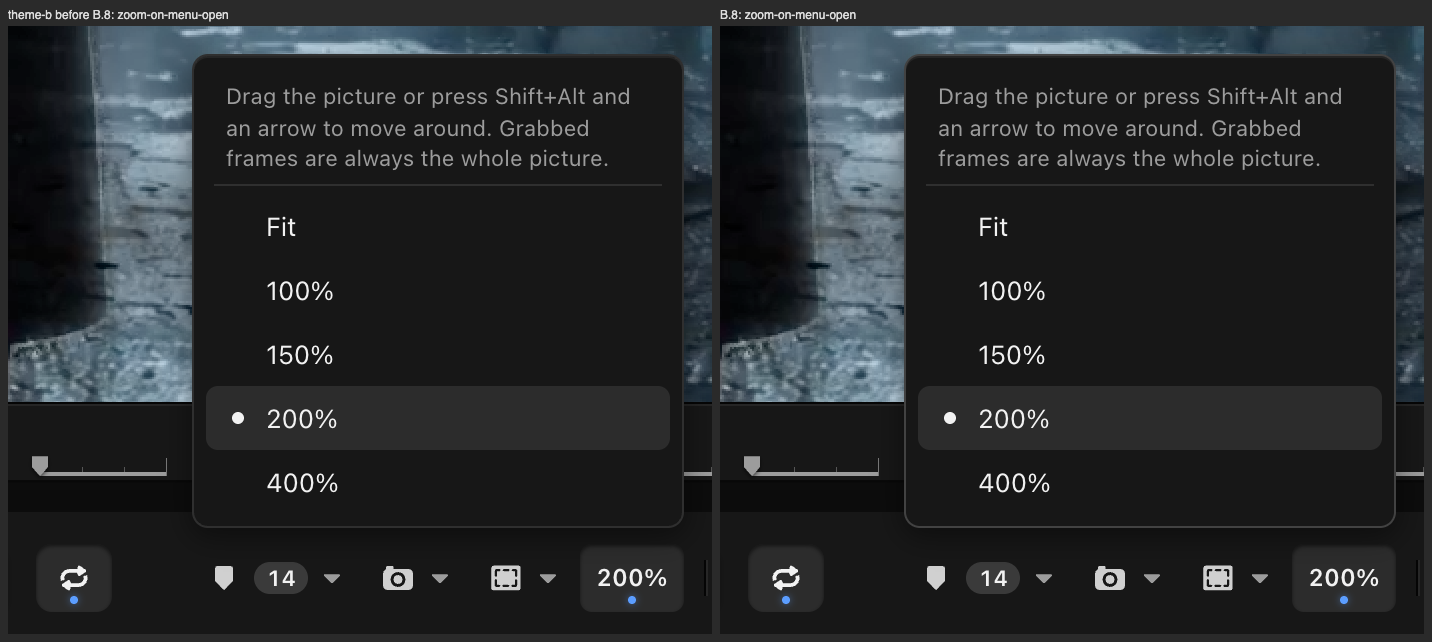 theme-b before B.8: zoom-on-menu-open
Drag the picture or press Shift+Alt and
an arrow to move around. Grabbed
frames are always the whole picture.
Fit
100%
150%
200%
400%
14
200%
B.8: zoom-on-menu-open
Drag the picture or press Shift+Alt and
an arrow to move around. Grabbed
frames are always the whole picture.
Fit
100%
150%
200%
400%
14
200%